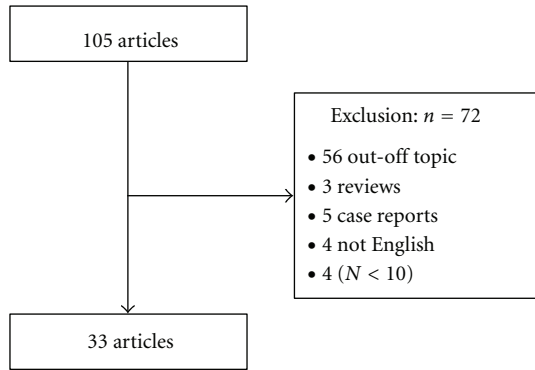 105 articles
Exclusion: n = 72
• 56 out-off topic
• 3 reviews
• 5 case reports
• 4 not English
• 4 (N < 10)
33 articles